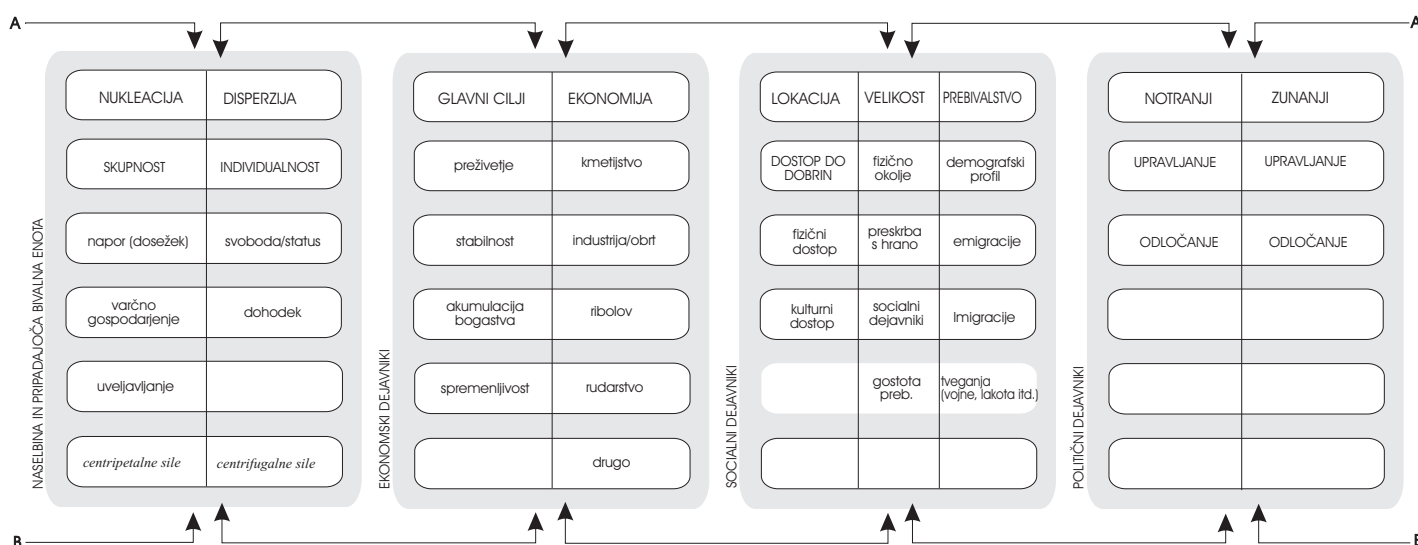 A
A
NASELBINA IN PRIPADAJOČA BIVALNA ENOTA
NUKLEACIJA
DISPERZIJA
SKUPNOST
INDIVIDUALNOST
napor (dosežek)
svoboda/status
varčno
gospodarjenje
dohodek
uveljavljanje
centripetalne sile
centrifugalne sile
EKONOMSKI DEJAVNIKI
GLAVNI CILJI
EKONOMIJA
preživetje
kmetijstvo
stabilnost
industrija/obrt
akumulacija
bogastva
ribolov
spremenljivost
rudarstvo
drugo
SOCIALNI DEJAVNIKI
LOKACIJA
VELIKOST
PREBIVALSTVO
DOSTOP DO
DOBRIN
fizično
okolje
demografski
profil
fizični
dostop
preskrba
s hrano
emigracije
kulturni
dostop
socialni
dejavniki
Imigracije
gostota
preb.
tveganja
(vojne, lakota itd.)
POLITIČNI DEJAVNIKI
NOTRANJI
ZUNANJI
UPRAVLJANJE
UPRAVLJANJE
ODLOČANJE
ODLOČANJE
B
B